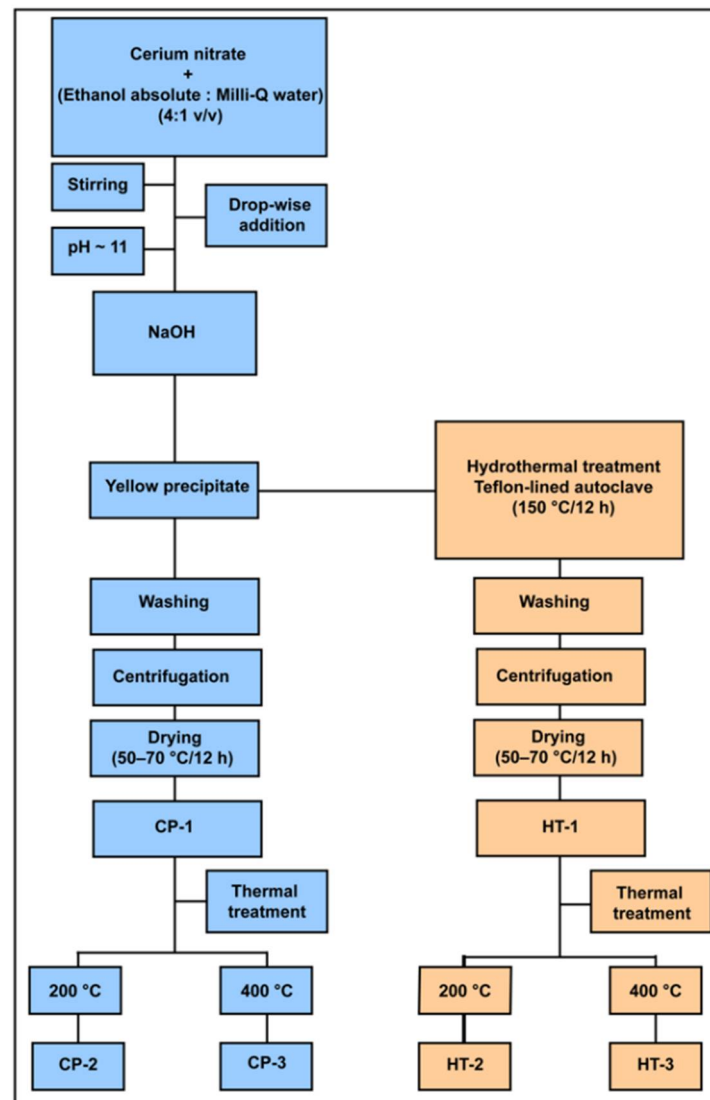 Cerium nitrate
+
(Ethanol absolute : Milli-Q water)
(4:1 v/v)
Stirring
Drop-wise
addition
pH ~ 11
NaOH
Yellow precipitate
Hydrothermal treatment
Teflon-lined autoclave
(150 °C/12 h)
Washing
Washing
Centrifugation
Centrifugation
Drying
(50–70 °C/12 h)
Drying
(50–70 °C/12 h)
CP-1
HT-1
Thermal
treatment
Thermal
treatment
200 °C
400 °C
200 °C
400 °C
CP-2
CP-3
HT-2
HT-3